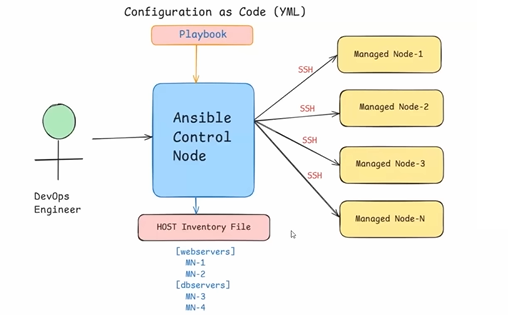 Configuration as Code (YML)
Playbook
Ansible
Control
Node
DevOps
Engineer
SSH
SSH
SSH
SSH
Managed Node-1
Managed Node-2
Managed Node-3
Managed Node-N
HOST Inventory File
[webservers]
MN-1
MN-2
[dbservers]
MN-3
MN-4